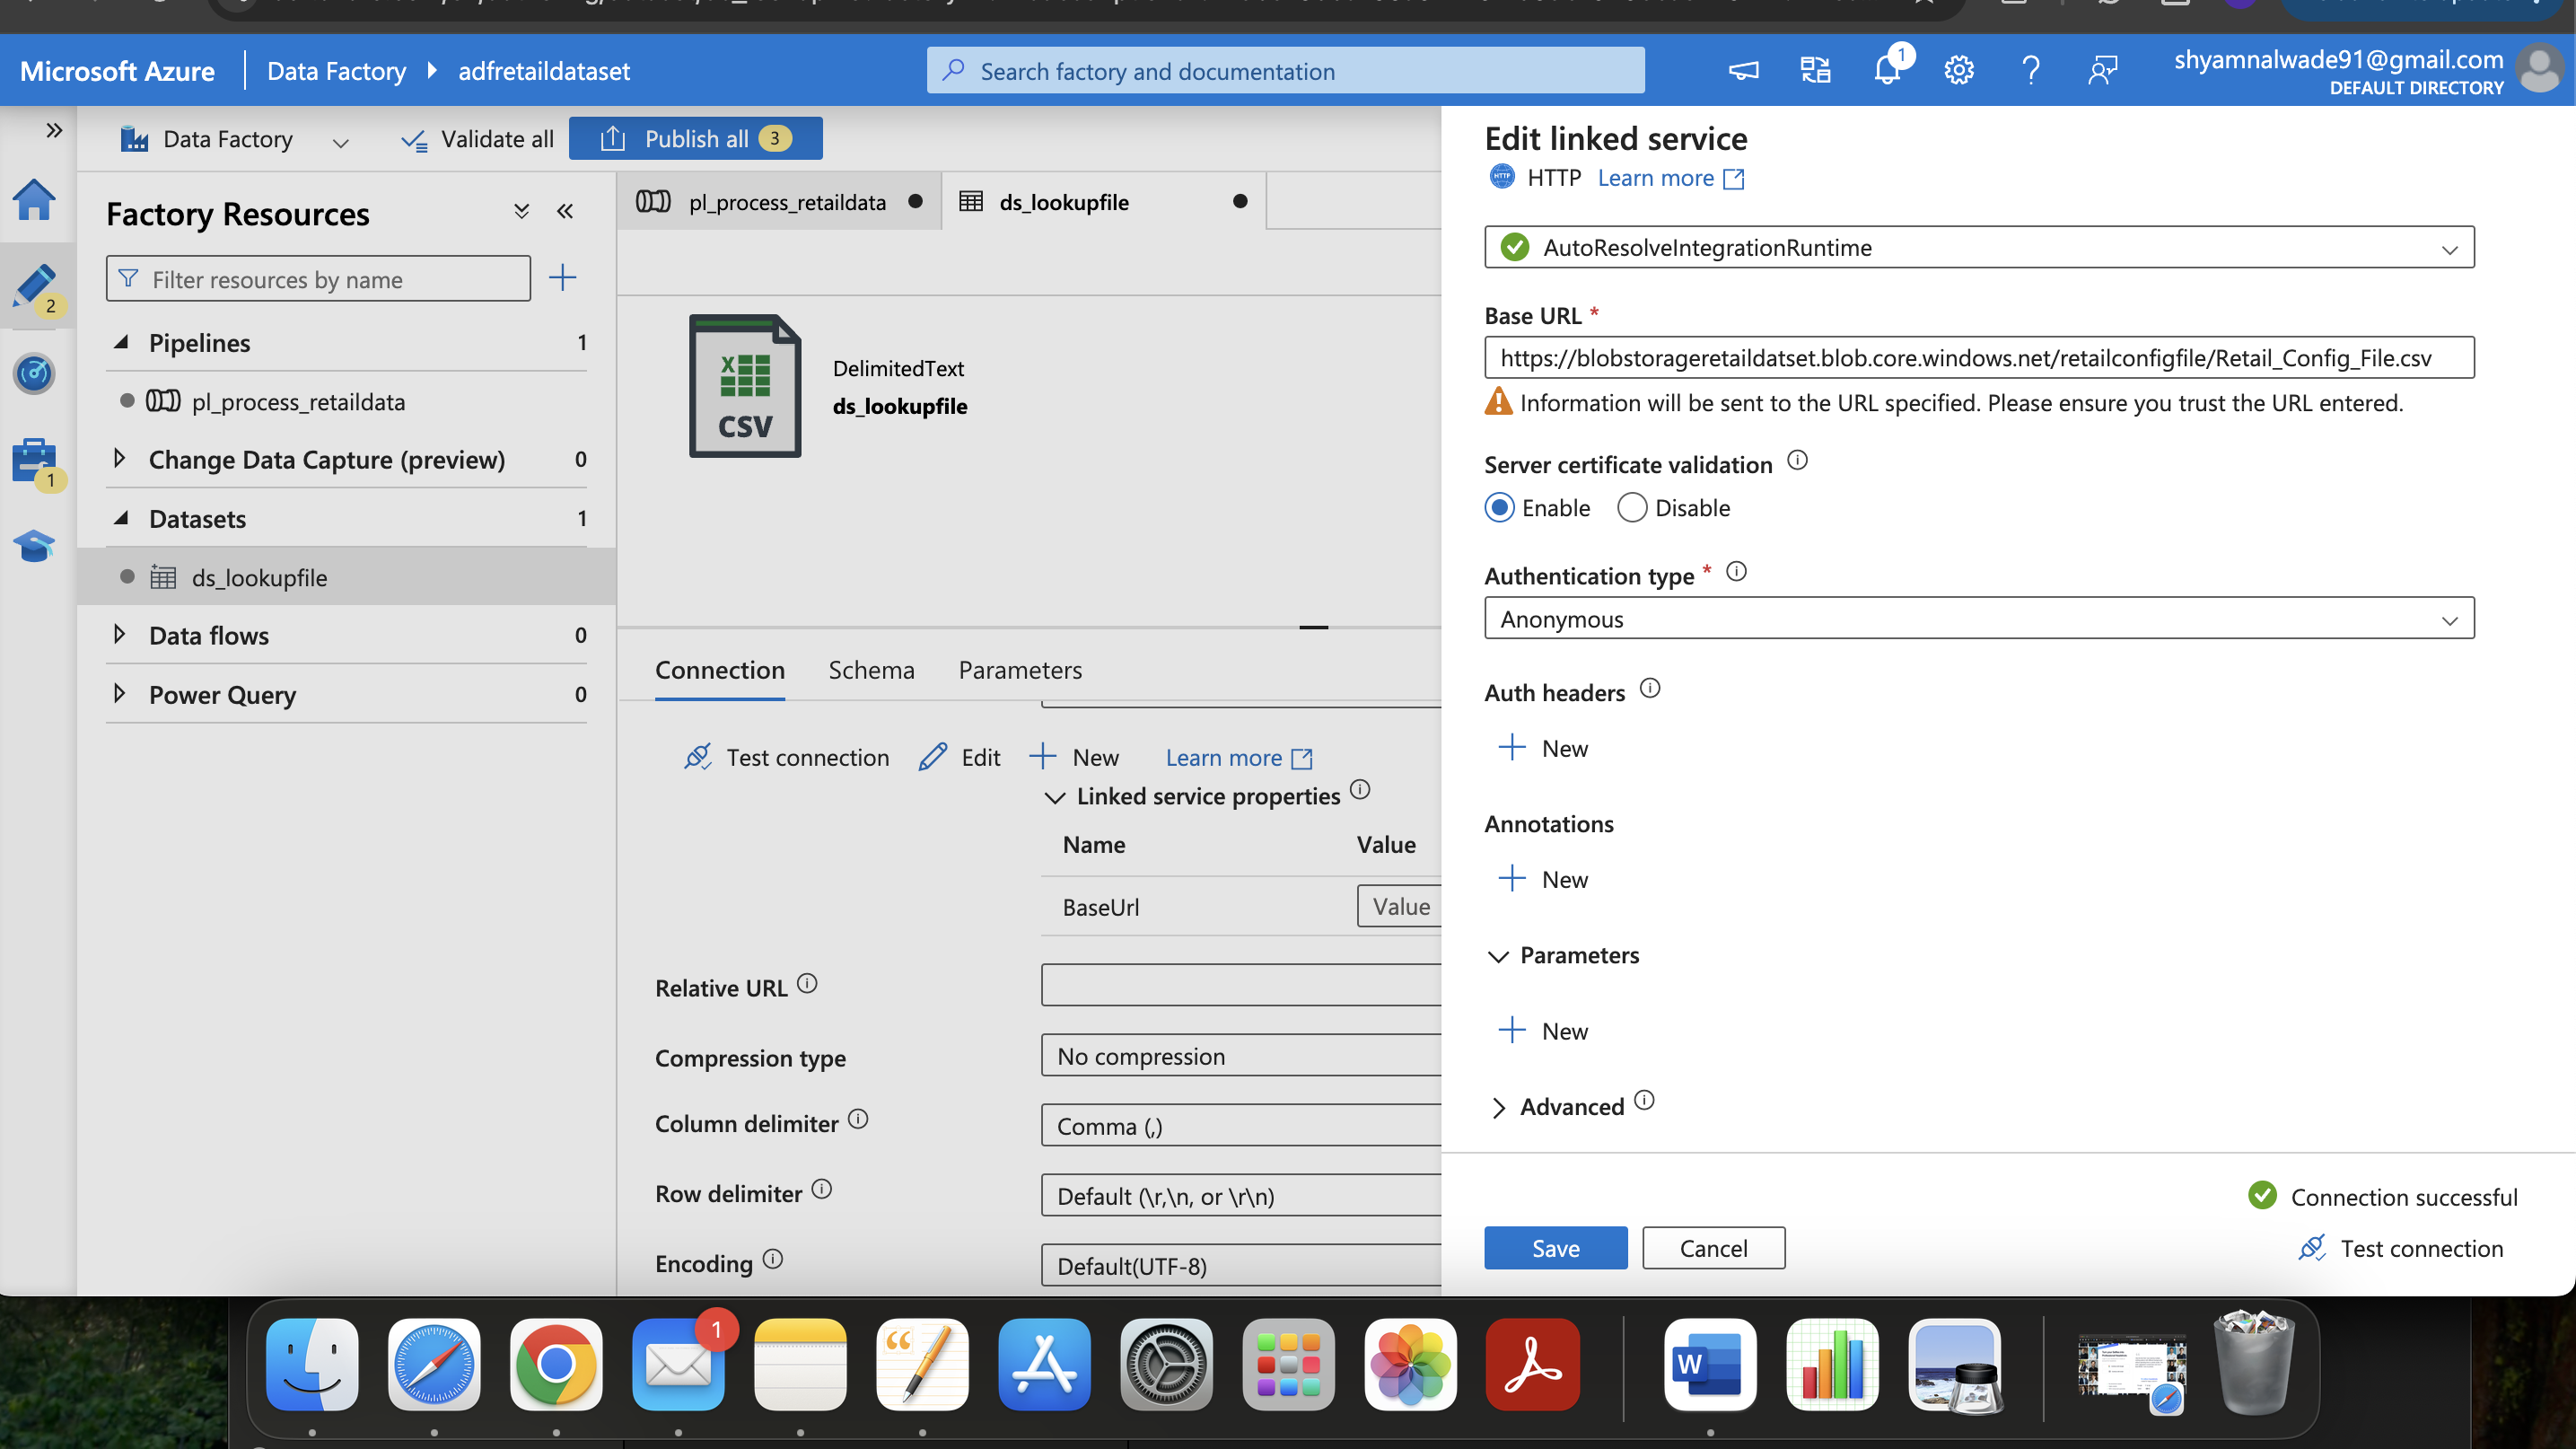 Microsoft Azure
Data Factory
adfretaildataset
Search factory and documentation
1
shyamnalwade91@gmail.com
DEFAULT DIRECTORY
Data Factory
Validate all
Publish all 3
Factory Resources
Filter resources by name
2
1
Pipelines 1
pl_process_retaildata
Change Data Capture (preview) 0
Datasets 1
ds_lookupfile
Data flows 0
Power Query 0
pl_process_retaildata
ds_lookupfile
X
CSV
DelimitedText
ds_lookupfile
Connection
Schema
Parameters
Test connection
Edit
New
Learn more
Linked service properties
Name
Value
BaseUrl
Value
Relative URL
Compression type
No compression
Column delimiter
Comma (,)
Row delimiter
Default (\r,\n, or \r\n)
Encoding
Default(UTF-8)
Edit linked service
HTTP
HTTP
Learn more
AutoResolveIntegrationRuntime
Base URL *
https://blobstorageretaildatset.blob.core.windows.net/retailconfigfile/Retail_Config_File.csv
Information will be sent to the URL specified. Please ensure you trust the URL entered.
Server certificate validation
Enable
Disable
Authentication type *
Anonymous
Auth headers
New
Annotations
New
Parameters
New
Advanced
Connection successful
Save
Cancel
Test connection
1
W